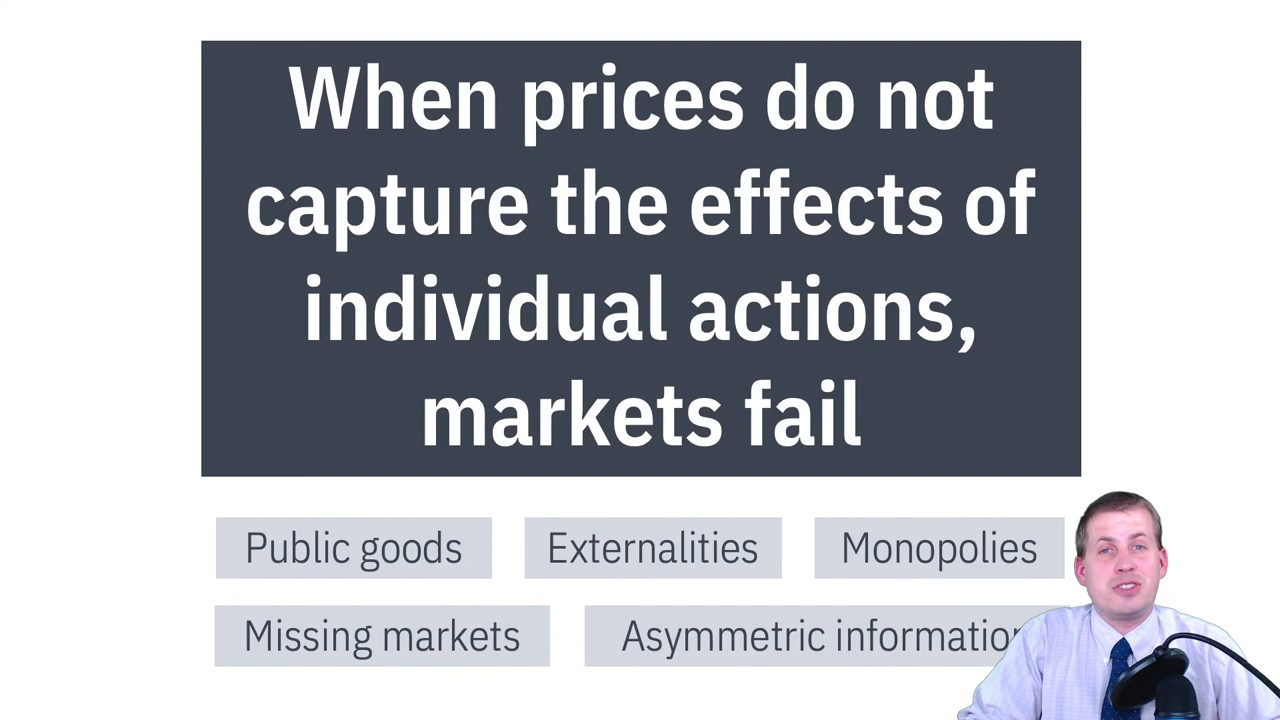 When prices do not
capture the effects of
individual actions,
markets fail
Public goods
Externalities
Monopolies
Missing markets
Asymmetric information